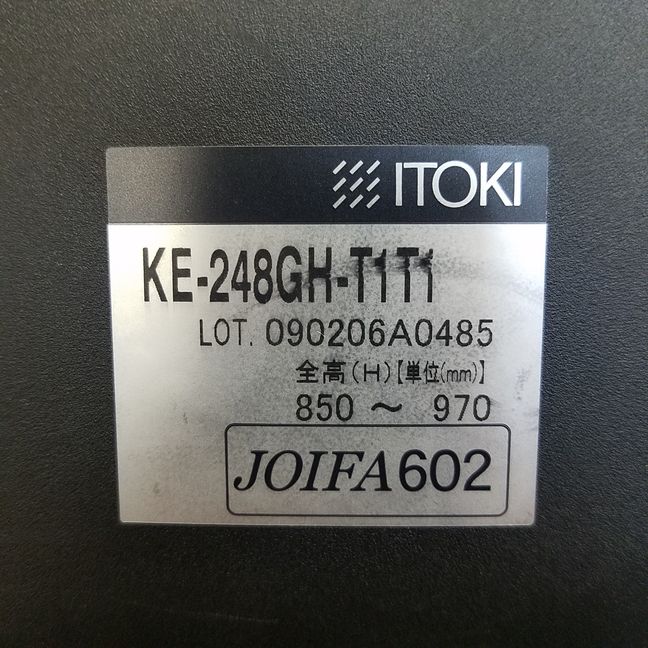 ITOKI
KE-248GH-T1T1
LOT. 090206A0485
全高(H)【単位(mm)】
850 ～ 970
JOIFA602